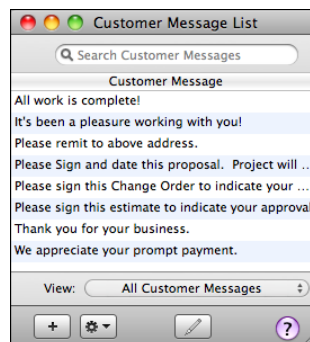 Customer Message List
Search Customer Messages
Customer Message
All work is complete!
It's been a pleasure working with you!
Please remit to above address.
Please Sign and date this proposal.  Project will ...
Please sign this Change Order to indicate your ...
Please sign this estimate to indicate your approval
Thank you for your business.
We appreciate your prompt payment.
View: All Customer Messages
+
?